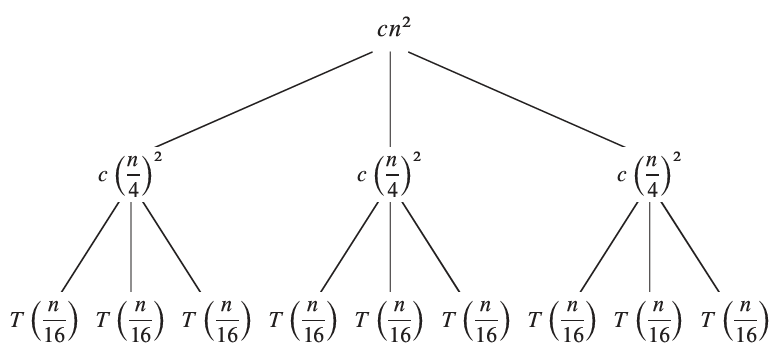 cn²
c (n/4)² c (n/4)² c (n/4)²
T (n/16) T (n/16) T (n/16) T (n/16) T (n/16) T (n/16) T (n/16) T (n/16) T (n/16)